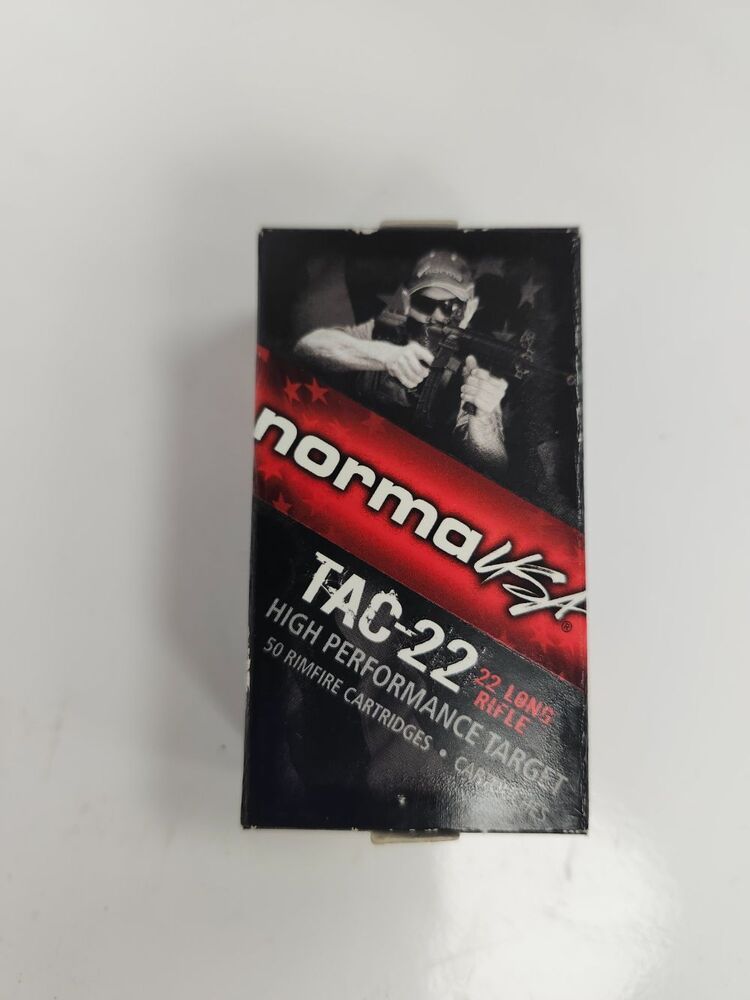 norma USA®
TAC-22
22 LONG
RIFLE
HIGH PERFORMANCE TARGET
50 RIMFIRE CARTRIDGES •